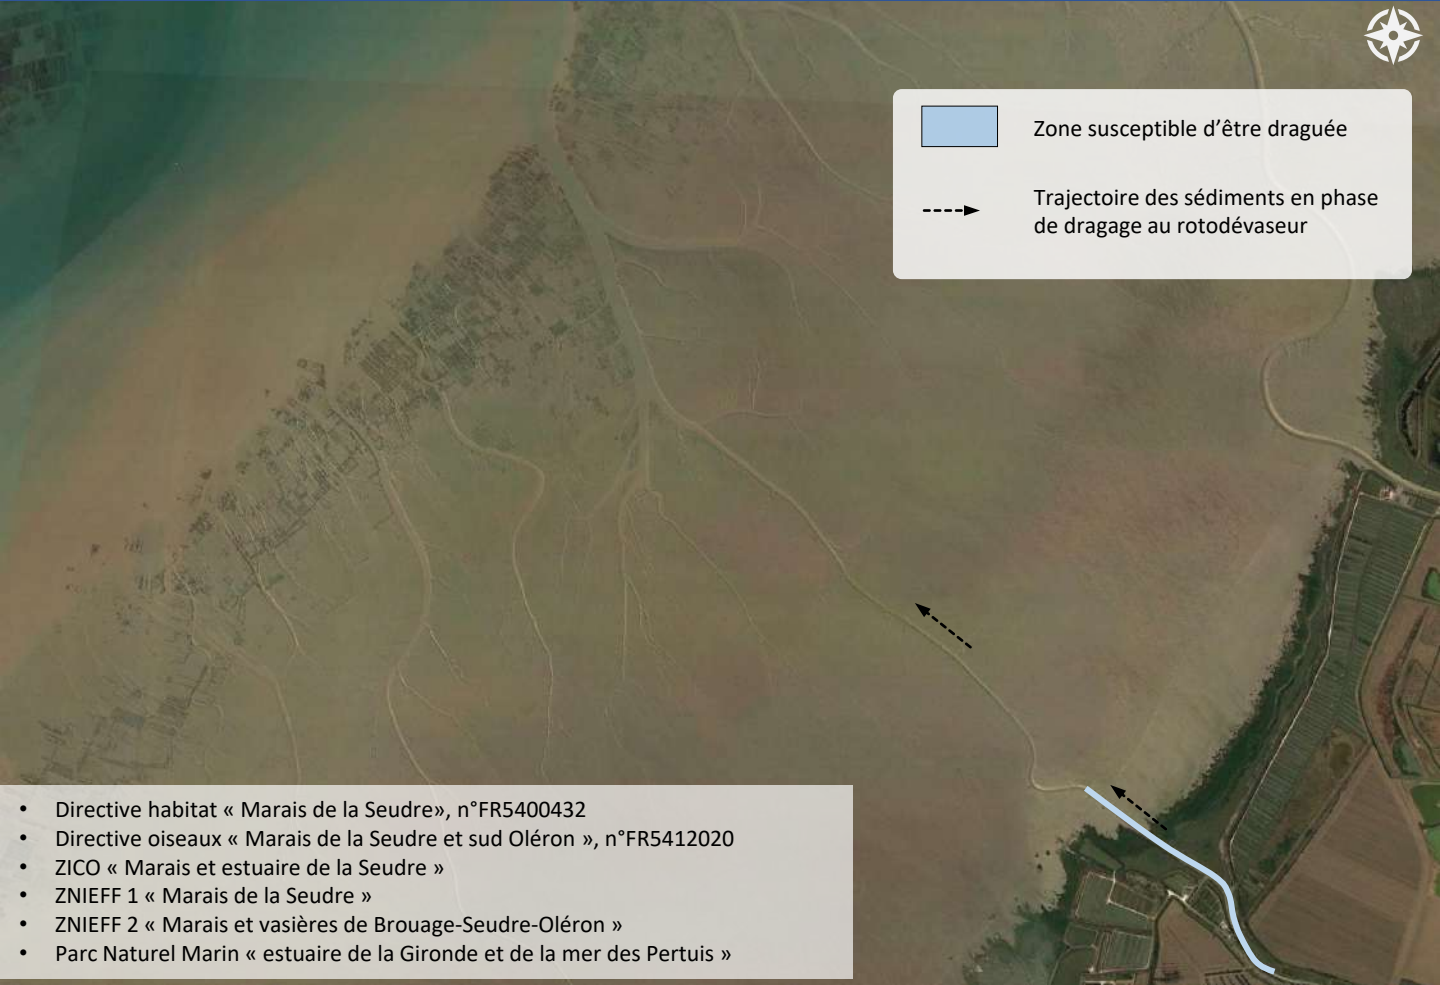 Zone susceptible d’être draguée
Trajectoire des sédiments en phase
de dragage au rotodévaseur
• Directive habitat « Marais de la Seudre», n°FR5400432
• Directive oiseaux « Marais de la Seudre et sud Oléron », n°FR5412020
• ZICO « Marais et estuaire de la Seudre »
• ZNIEFF 1 « Marais de la Seudre »
• ZNIEFF 2 « Marais et vasières de Brouage-Seudre-Oléron »
• Parc Naturel Marin « estuaire de la Gironde et de la mer des Pertuis »